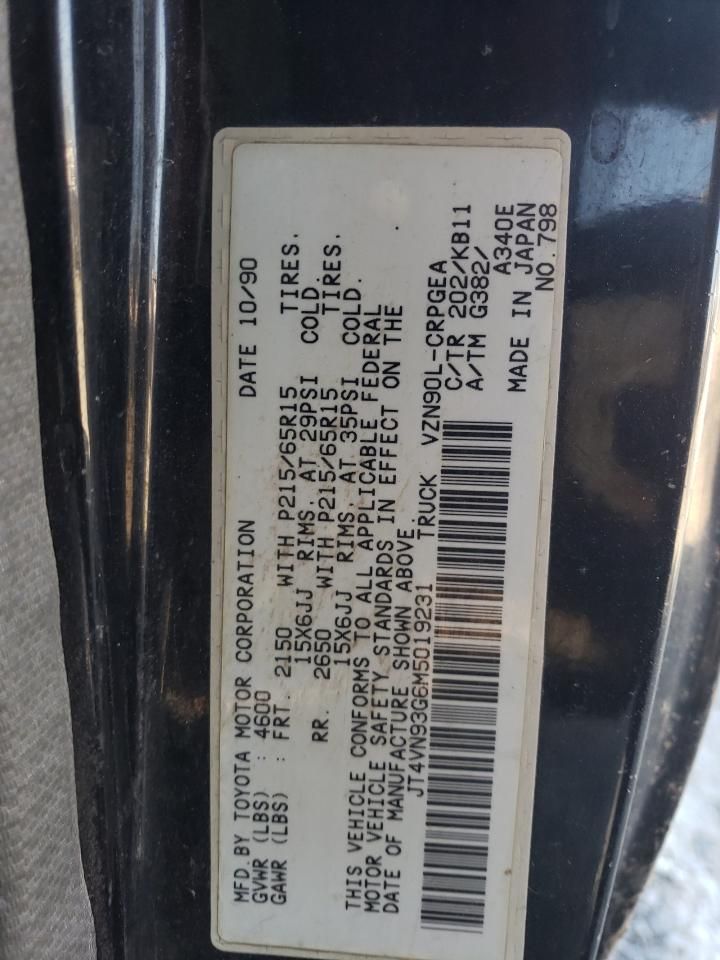 MFD. BY TOYOTA MOTOR CORPORATION DATE 10/90
GVWR (LBS) : 4600
GAWR (LBS) : FRT. 2150 WITH P215/65R15 TIRES.
15X6JJ RIMS, AT 29PSI COLD.
RR. 2650 WITH P215/65R15 TIRES.
15X6JJ RIMS, AT 35PSI COLD.
THIS VEHICLE CONFORMS TO ALL APPLICABLE FEDERAL
MOTOR VEHICLE SAFETY STANDARDS IN EFFECT ON THE
DATE OF MANUFACTURE SHOWN ABOVE.
JT4VN93G6M5019231 TRUCK VZN90L-CRPGEA
C/TR 202/KB11
A/TM G382/
A340E
MADE IN JAPAN
NO.798